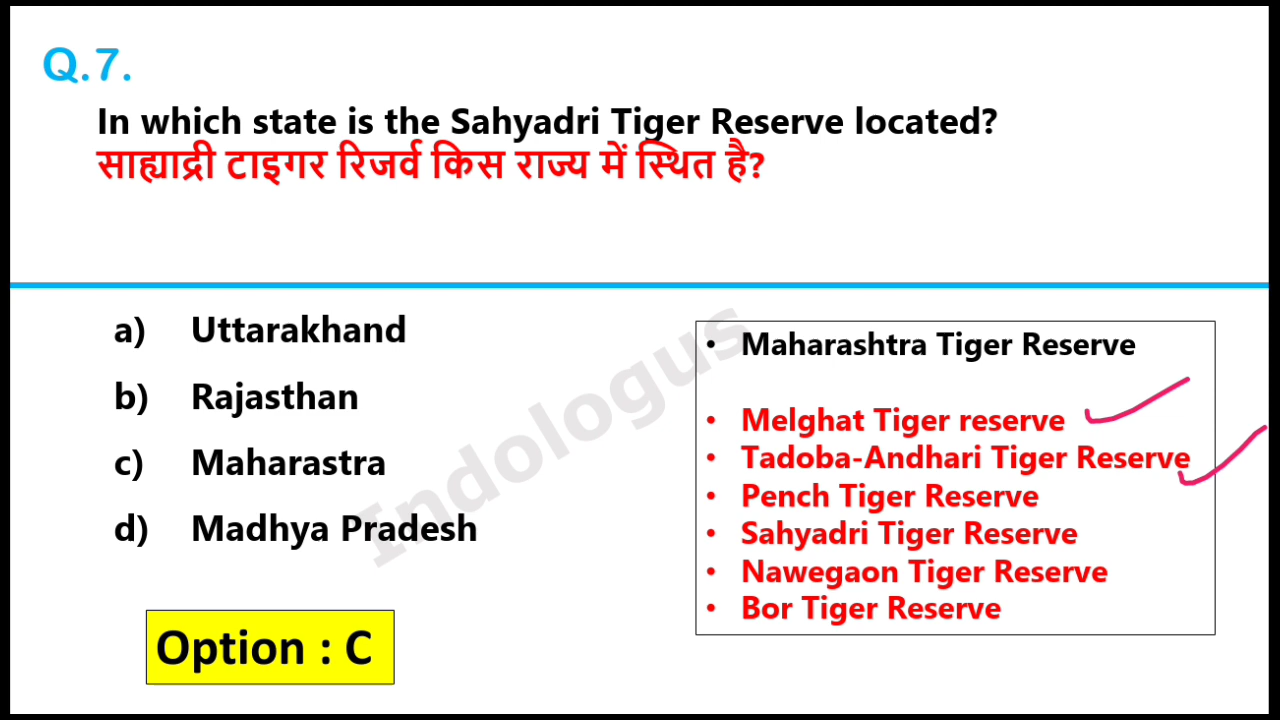 Q.7.
In which state is the Sahyadri Tiger Reserve located?
साह्याद्री टाइगर रिजर्व किस राज्य में स्थित है?
a) Uttarakhand
b) Rajasthan
c) Maharastra
d) Madhya Pradesh
Option : C
• Maharashtra Tiger Reserve
• Melghat Tiger reserve
• Tadoba-Andhari Tiger Reserve
• Pench Tiger Reserve
• Sahyadri Tiger Reserve
• Nawegaon Tiger Reserve
• Bor Tiger Reserve
Indologus